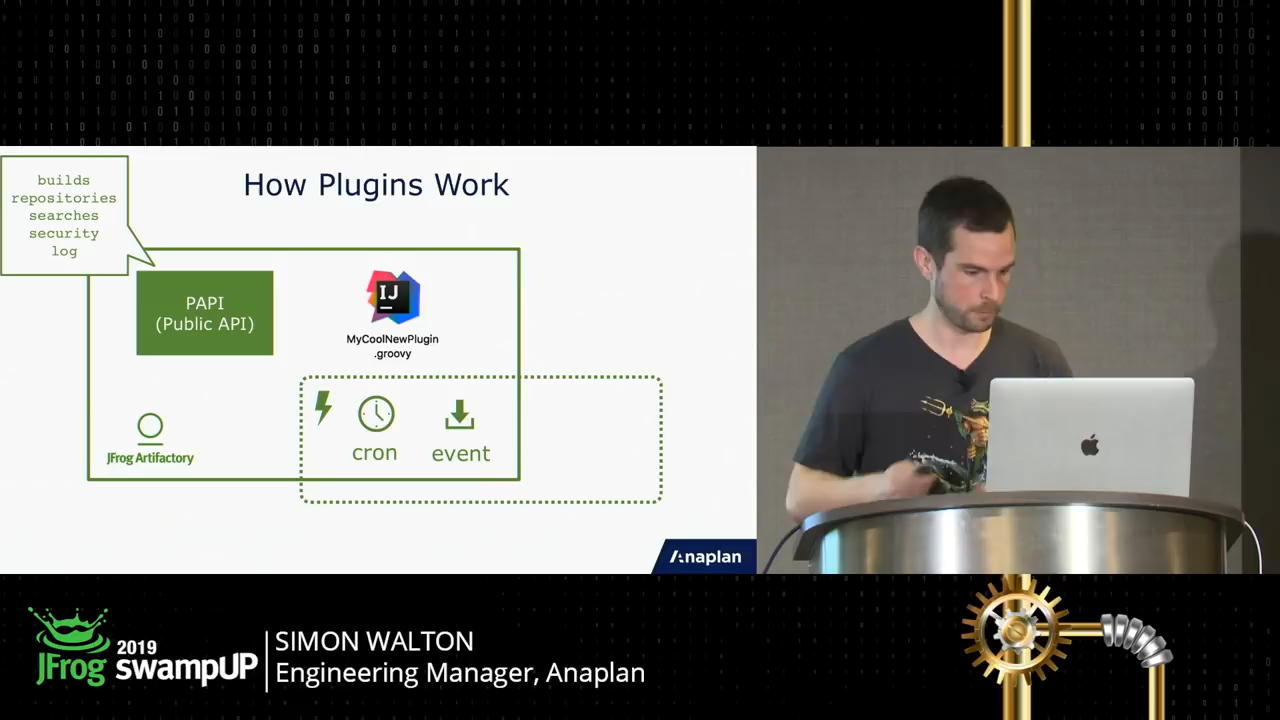 builds
repositories
searches
security
log
How Plugins Work
PAPI
(Public API)
IJ
MyCoolNewPlugin
.groovy
cron
event
JFrog Artifactory
Anaplan
2019
JFrog swampUP
SIMON WALTON
Engineering Manager, Anaplan